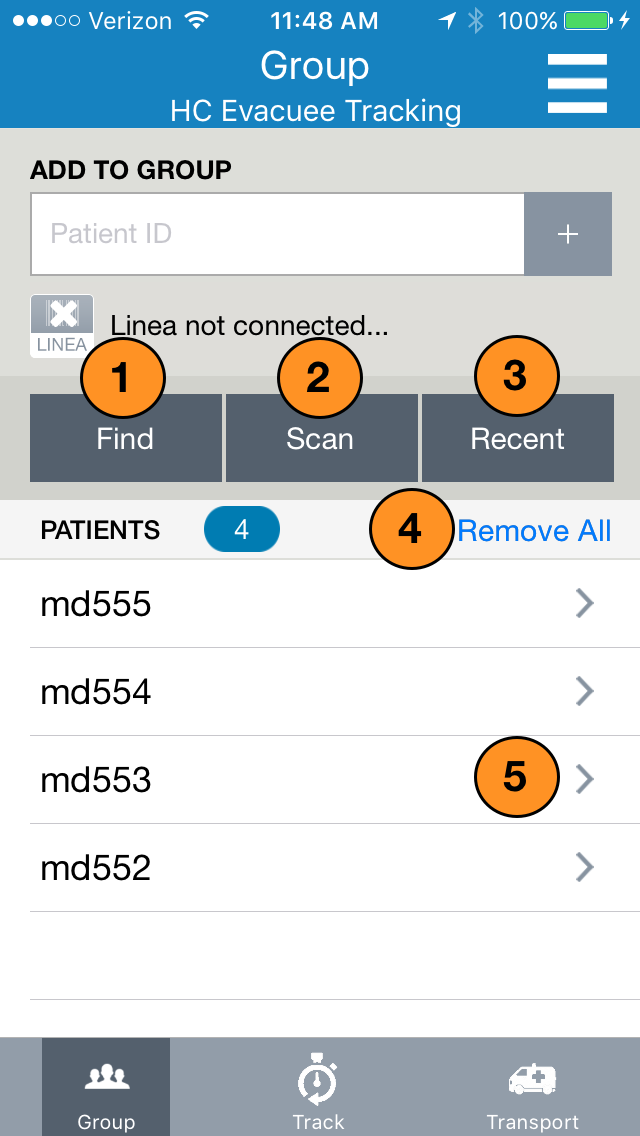 Verizon 11:48 AM 100%
Group
HC Evacuee Tracking
ADD TO GROUP
Patient ID +
LINEA Linea not connected...
1 2 3
Find Scan Recent
PATIENTS 4 4 Remove All
md555
md554
md553 5
md552
Group Track Transport